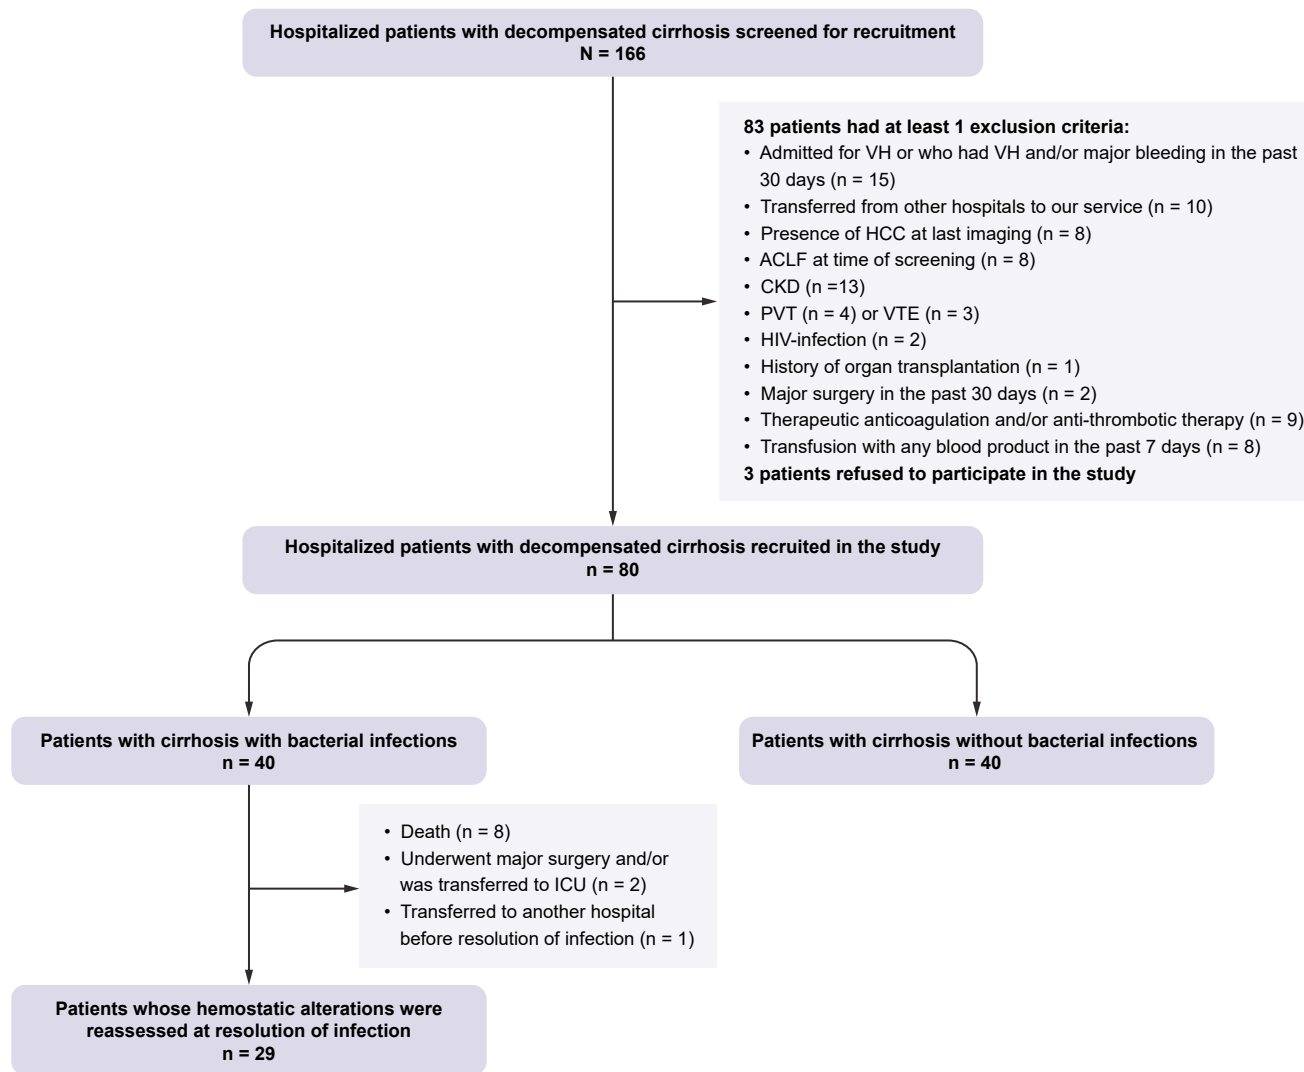 Hospitalized patients with decompensated cirrhosis screened for recruitment
N = 166
83 patients had at least 1 exclusion criteria:
• Admitted for VH or who had VH and/or major bleeding in the past
30 days (n = 15)
• Transferred from other hospitals to our service (n = 10)
• Presence of HCC at last imaging (n = 8)
• ACLF at time of screening (n = 8)
• CKD (n =13)
• PVT (n = 4) or VTE (n = 3)
• HIV-infection (n = 2)
• History of organ transplantation (n = 1)
• Major surgery in the past 30 days (n = 2)
• Therapeutic anticoagulation and/or anti-thrombotic therapy (n = 9)
• Transfusion with any blood product in the past 7 days (n = 8)
3 patients refused to participate in the study
Hospitalized patients with decompensated cirrhosis recruited in the study
n = 80
Patients with cirrhosis with bacterial infections
n = 40
Patients with cirrhosis without bacterial infections
n = 40
• Death (n = 8)
• Underwent major surgery and/or
was transferred to ICU (n = 2)
• Transferred to another hospital
before resolution of infection (n = 1)
Patients whose hemostatic alterations were
reassessed at resolution of infection
n = 29